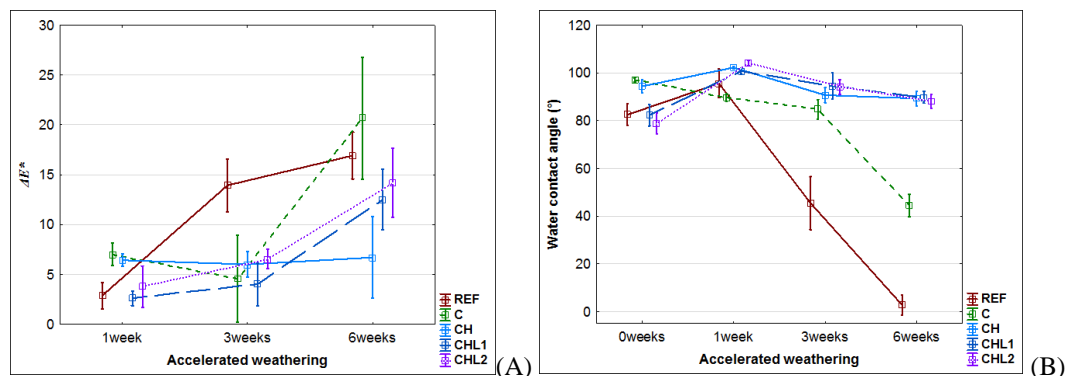 30
25
20
15
10
5
0
ΔE*
1week
3weeks
6weeks
Accelerated weathering
REF
C
CH
CHL1
CHL2
(A)
120
100
80
60
40
20
0
Water contact angle (°)
0weeks
1week
3weeks
6weeks
Accelerated weathering
REF
C
CH
CHL1
CHL2
(B)